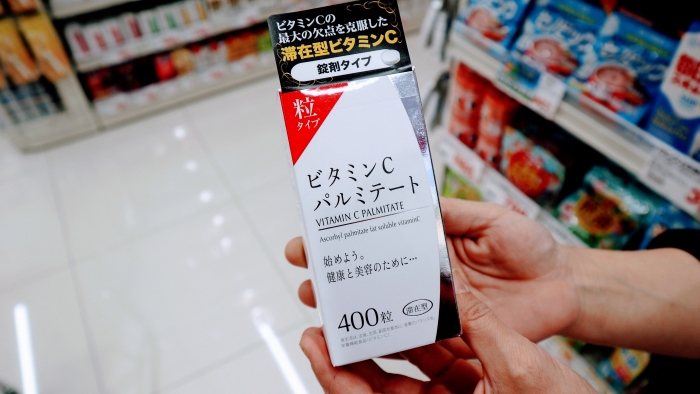 ビタミンCの
最大の欠点を克服した
滞在型ビタミンC
錠剤タイプ
粒
タイプ
ビタミンC
パルミテート
VITAMIN C PALMITATE
Ascorbyl palmitate fat soluble vitaminC
始めよう。
健康と美容のために…
400粒
滞在型